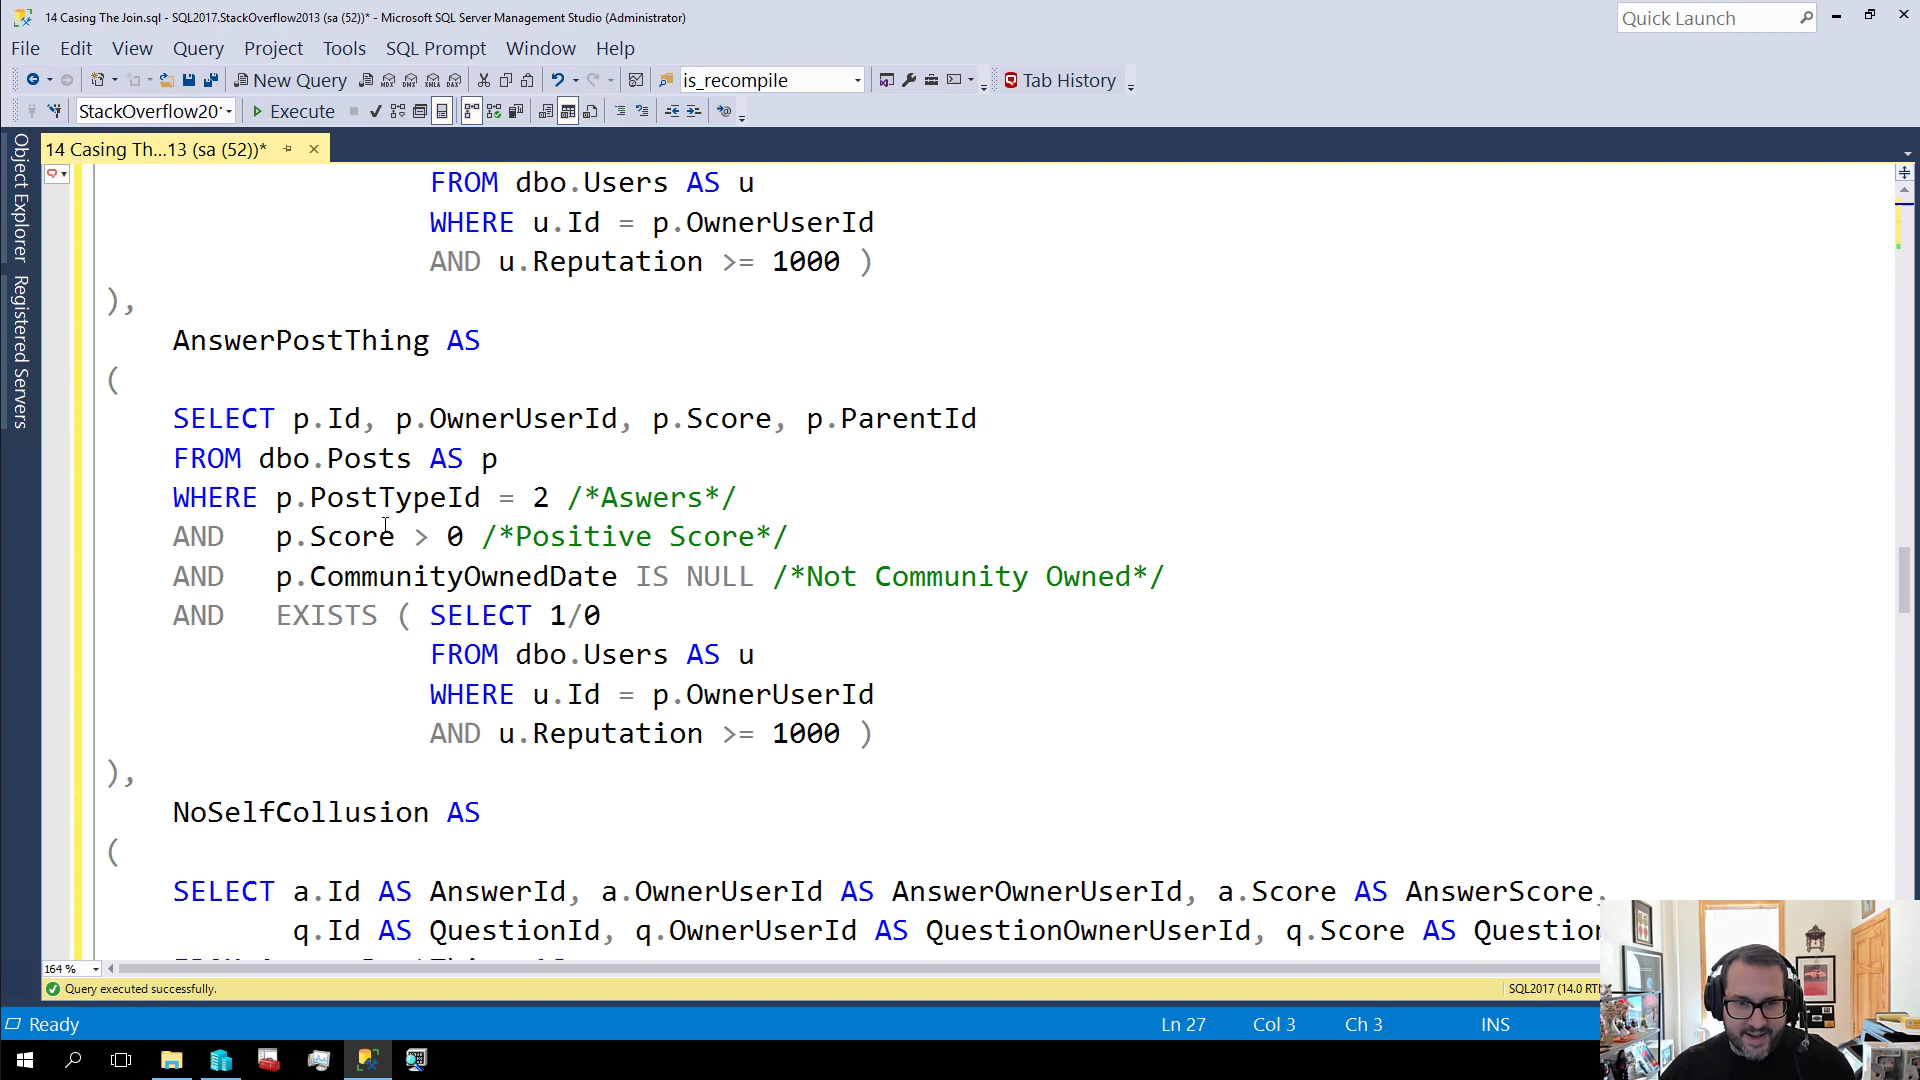 14 Casing The Join.sql - SQL2017.StackOverflow2013 (sa (52))* - Microsoft SQL Server Management Studio (Administrator)
Quick Launch
File Edit View Query Project Tools SQL Prompt Window Help
New Query
is_recompile
Tab History
StackOverflow20
Execute
14 Casing Th...13 (sa (52))*
Object Explorer
Registered Servers
FROM dbo.Users AS u
WHERE u.Id = p.OwnerUserId
AND u.Reputation >= 1000 )
),
AnswerPostThing AS
(
SELECT p.Id, p.OwnerUserId, p.Score, p.ParentId
FROM dbo.Posts AS p
WHERE p.PostTypeId = 2 /*Aswers*/
AND p.Score > 0 /*Positive Score*/
AND p.CommunityOwnedDate IS NULL /*Not Community Owned*/
AND EXISTS ( SELECT 1/0
FROM dbo.Users AS u
WHERE u.Id = p.OwnerUserId
AND u.Reputation >= 1000 )
),
NoSelfCollusion AS
(
SELECT a.Id AS AnswerId, a.OwnerUserId AS AnswerOwnerUserId, a.Score AS AnswerScore,
q.Id AS QuestionId, q.OwnerUserId AS QuestionOwnerUserId, q.Score AS Question
164 %
Query executed successfully.
SQL2017 (14.0 RT
Ready
Ln 27
Col 3
Ch 3
INS